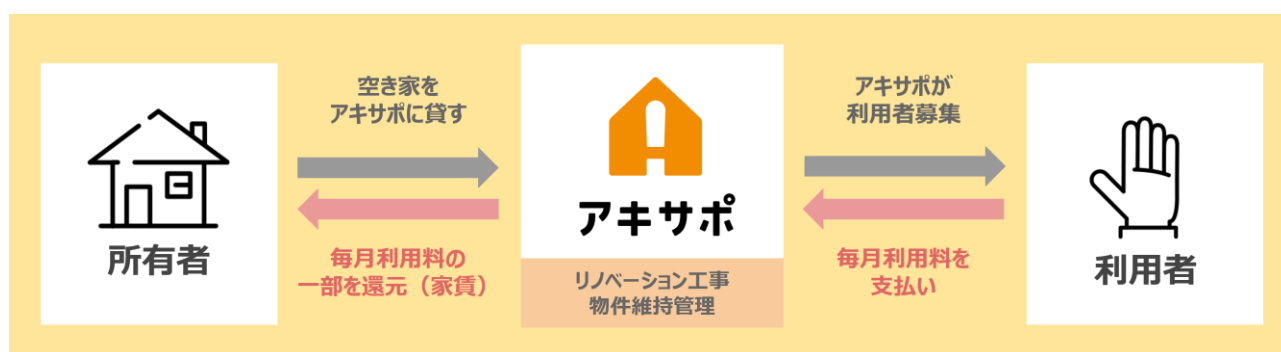 所有者
空き家を
アキサポに貸す
毎月利用料の
一部を還元（家賃）
アキサポ
リノベーション工事
物件維持管理
アキサポが
利用者募集
毎月利用料を
支払い
利用者